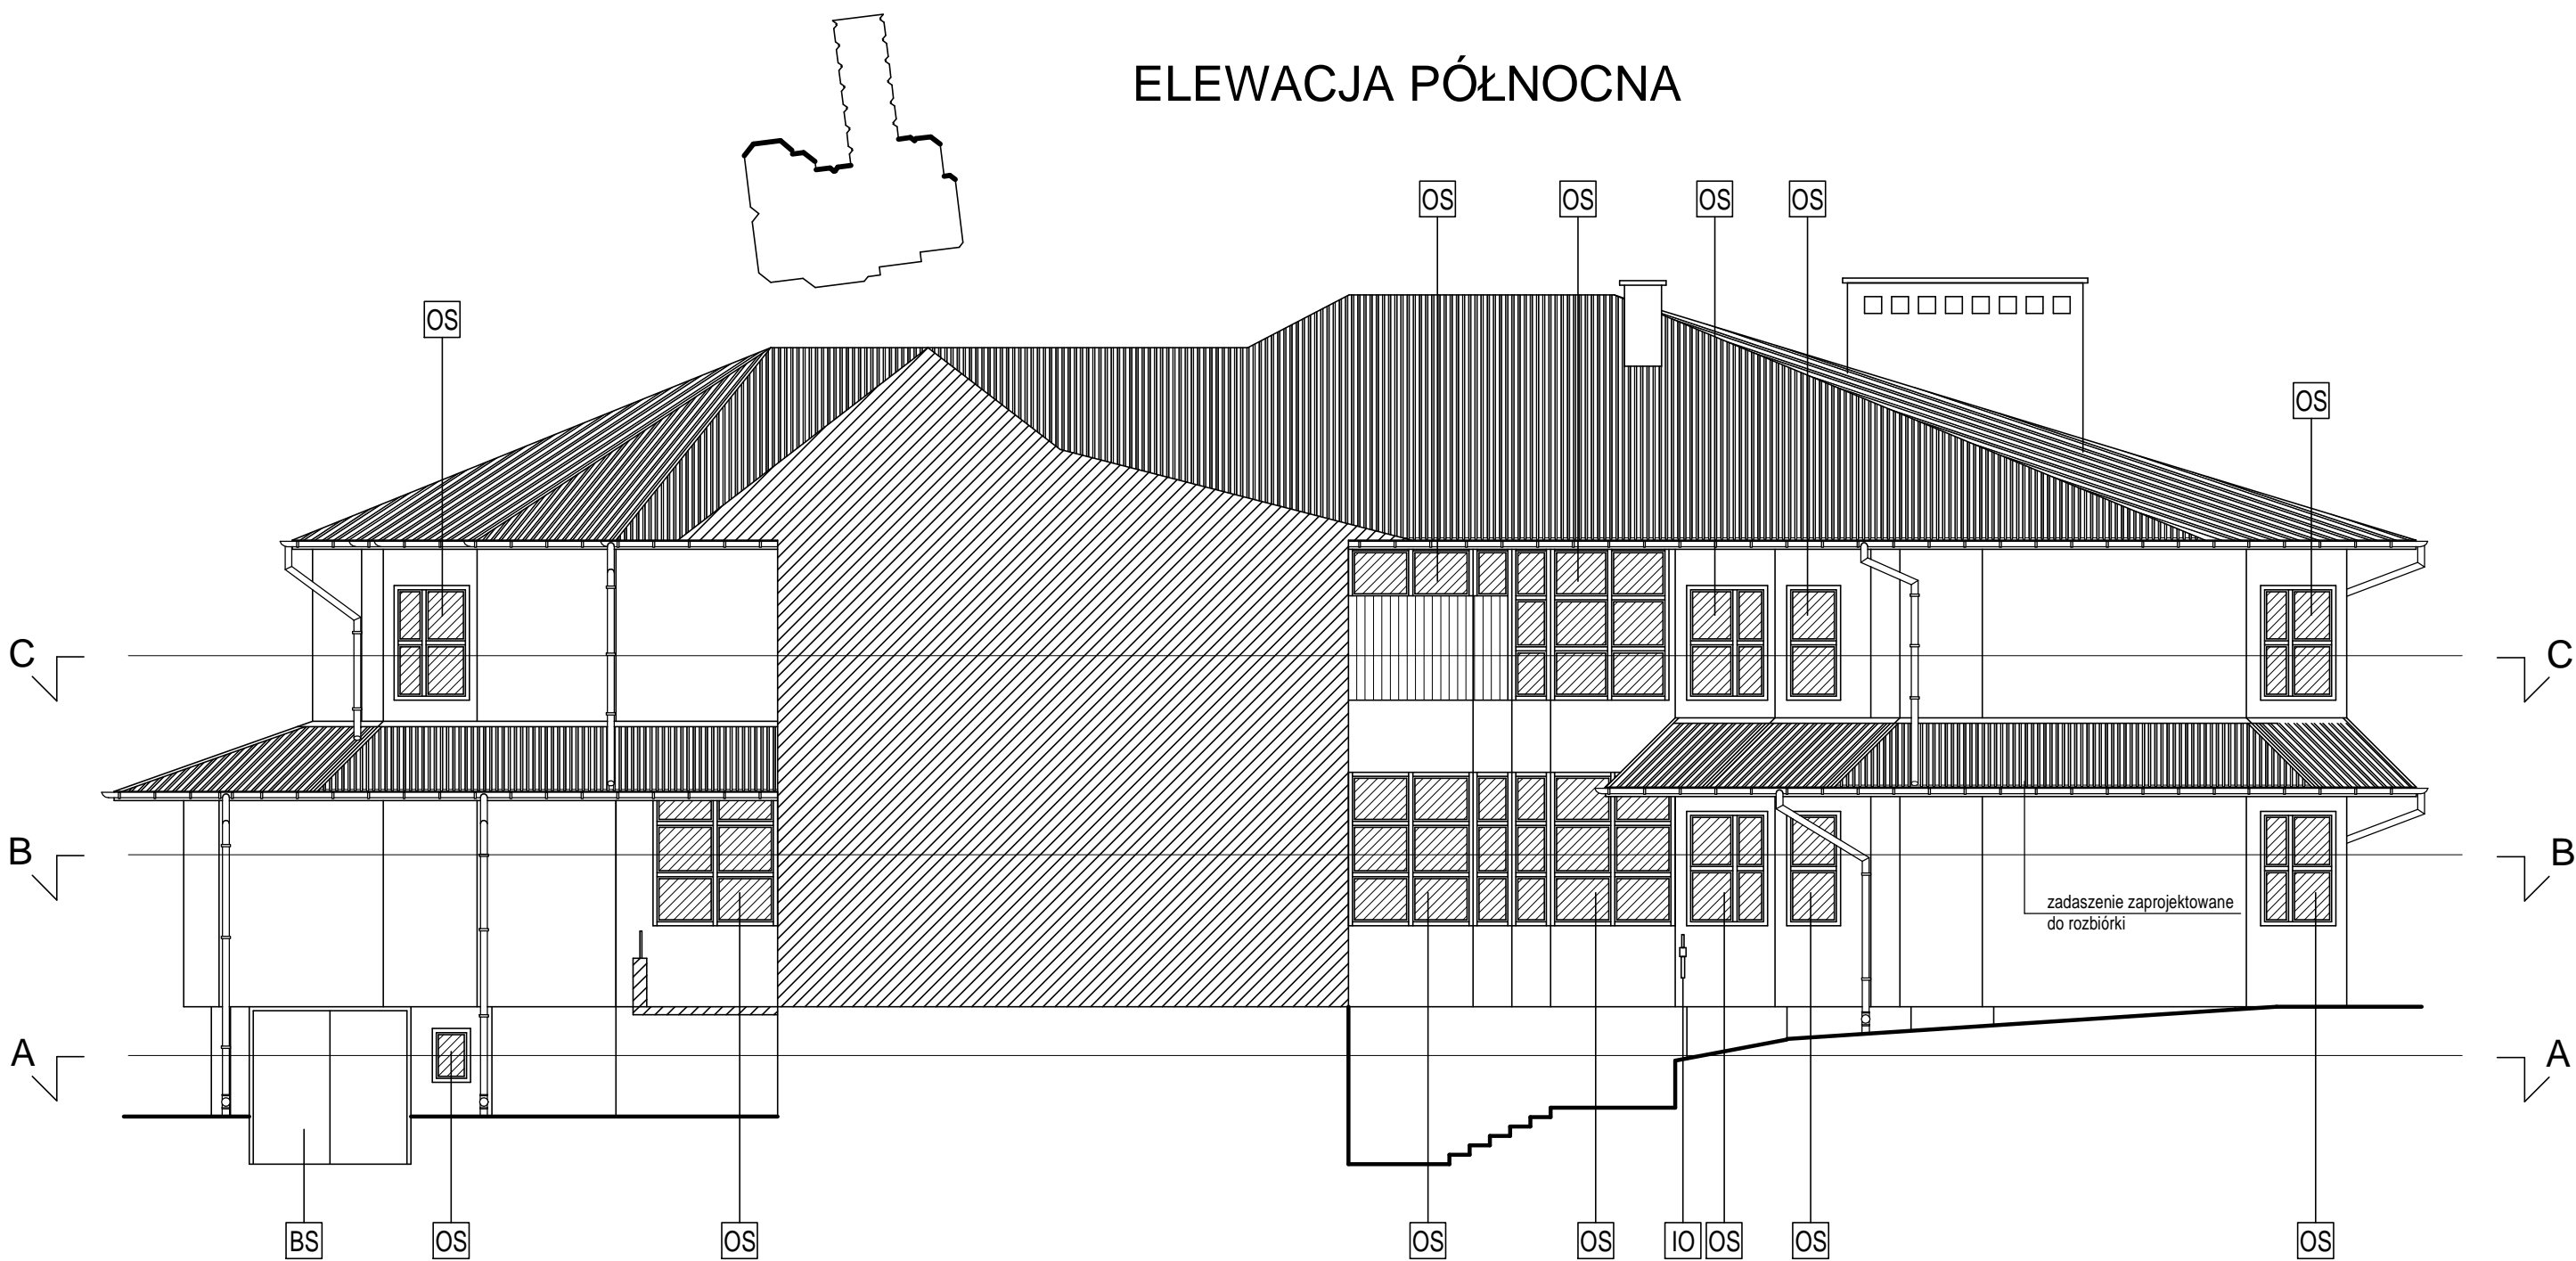 ELEWACJA PÓŁNOCNA
OS OS OS OS
OS
OS
C C
B B
zadaszenie zaprojektowane
do rozbiórki
A A
BS OS OS OS OS IO OS OS OS